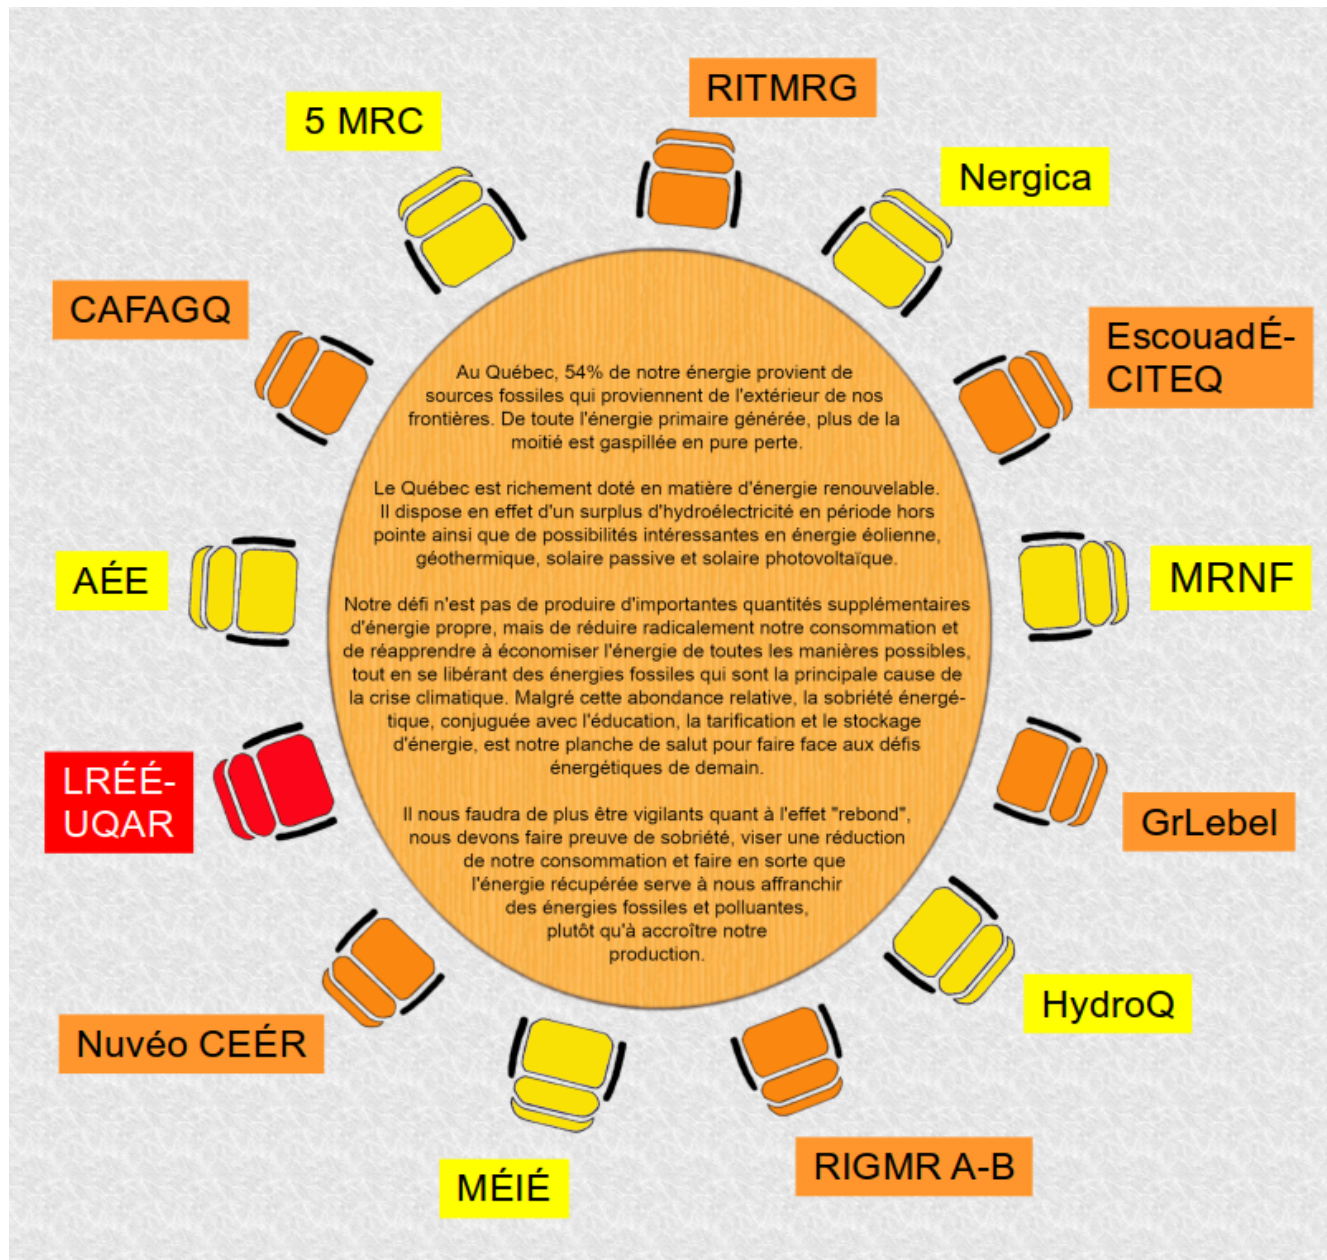 RITMRG
5 MRC
Nergica
CAFAGQ
EscouadÉ-
CITEQ
Au Québec, 54% de notre énergie provient de
sources fossiles qui proviennent de l'extérieur de nos
frontières. De toute l'énergie primaire générée, plus de la
moitié est gaspillée en pure perte.
Le Québec est richement doté en matière d'énergie renouvelable.
Il dispose en effet d'un surplus d'hydroélectricité en période hors
pointe ainsi que de possibilités intéressantes en énergie éolienne,
géothermique, solaire passive et solaire photovoltaïque.
AÉE
MRNF
Notre défi n'est pas de produire d'importantes quantités supplémentaires
d'énergie propre, mais de réduire radicalement notre consommation et
de réapprendre à économiser l'énergie de toutes les manières possibles,
tout en se libérant des énergies fossiles qui sont la principale cause de
la crise climatique. Malgré cette abondance relative, la sobriété énergé-
tique, conjuguée avec l'éducation, la tarification et le stockage
d'énergie, est notre planche de salut pour faire face aux défis
énergétiques de demain.
LRÉÉ-
UQAR
GrLebel
Il nous faudra de plus être vigilants quant à l'effet "rebond",
nous devons faire preuve de sobriété, viser une réduction
de notre consommation et faire en sorte que
l'énergie récupérée serve à nous affranchir
des énergies fossiles et polluantes,
plutôt qu'à accroître notre
production.
HydroQ
Nuvéo CEÉR
RIGMR A-B
MÉIÉ